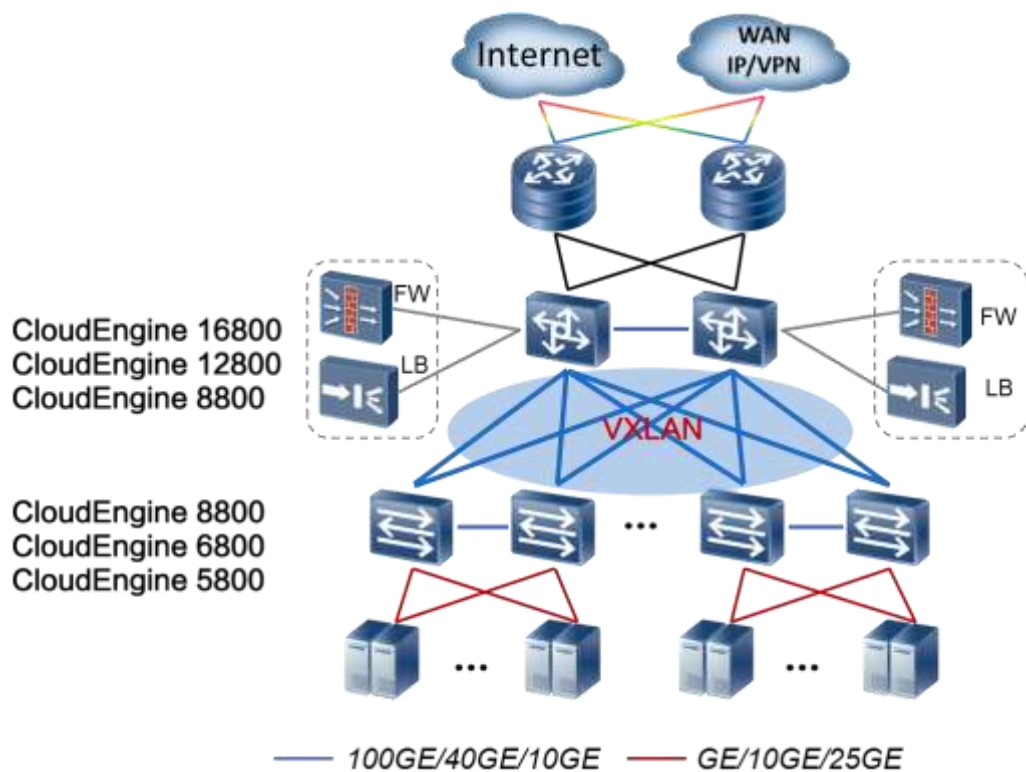 Internet
WAN
IP/VPN
FW
LB
FW
LB
CloudEngine 16800
CloudEngine 12800
CloudEngine 8800
VXLAN
CloudEngine 8800
CloudEngine 6800
CloudEngine 5800
...
...
...
100GE/40GE/10GE
GE/10GE/25GE